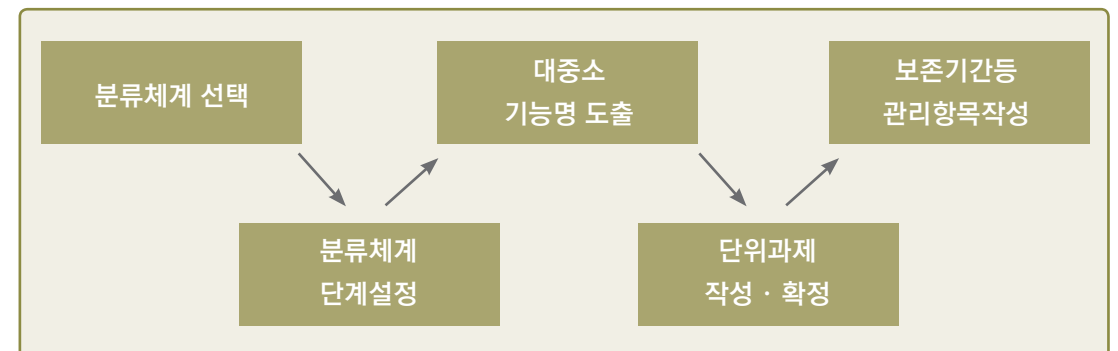 분류체계 선택
분류체계
단계설정
대중소
기능명 도출
단위과제
작성 · 확정
보존기간등
관리항목작성